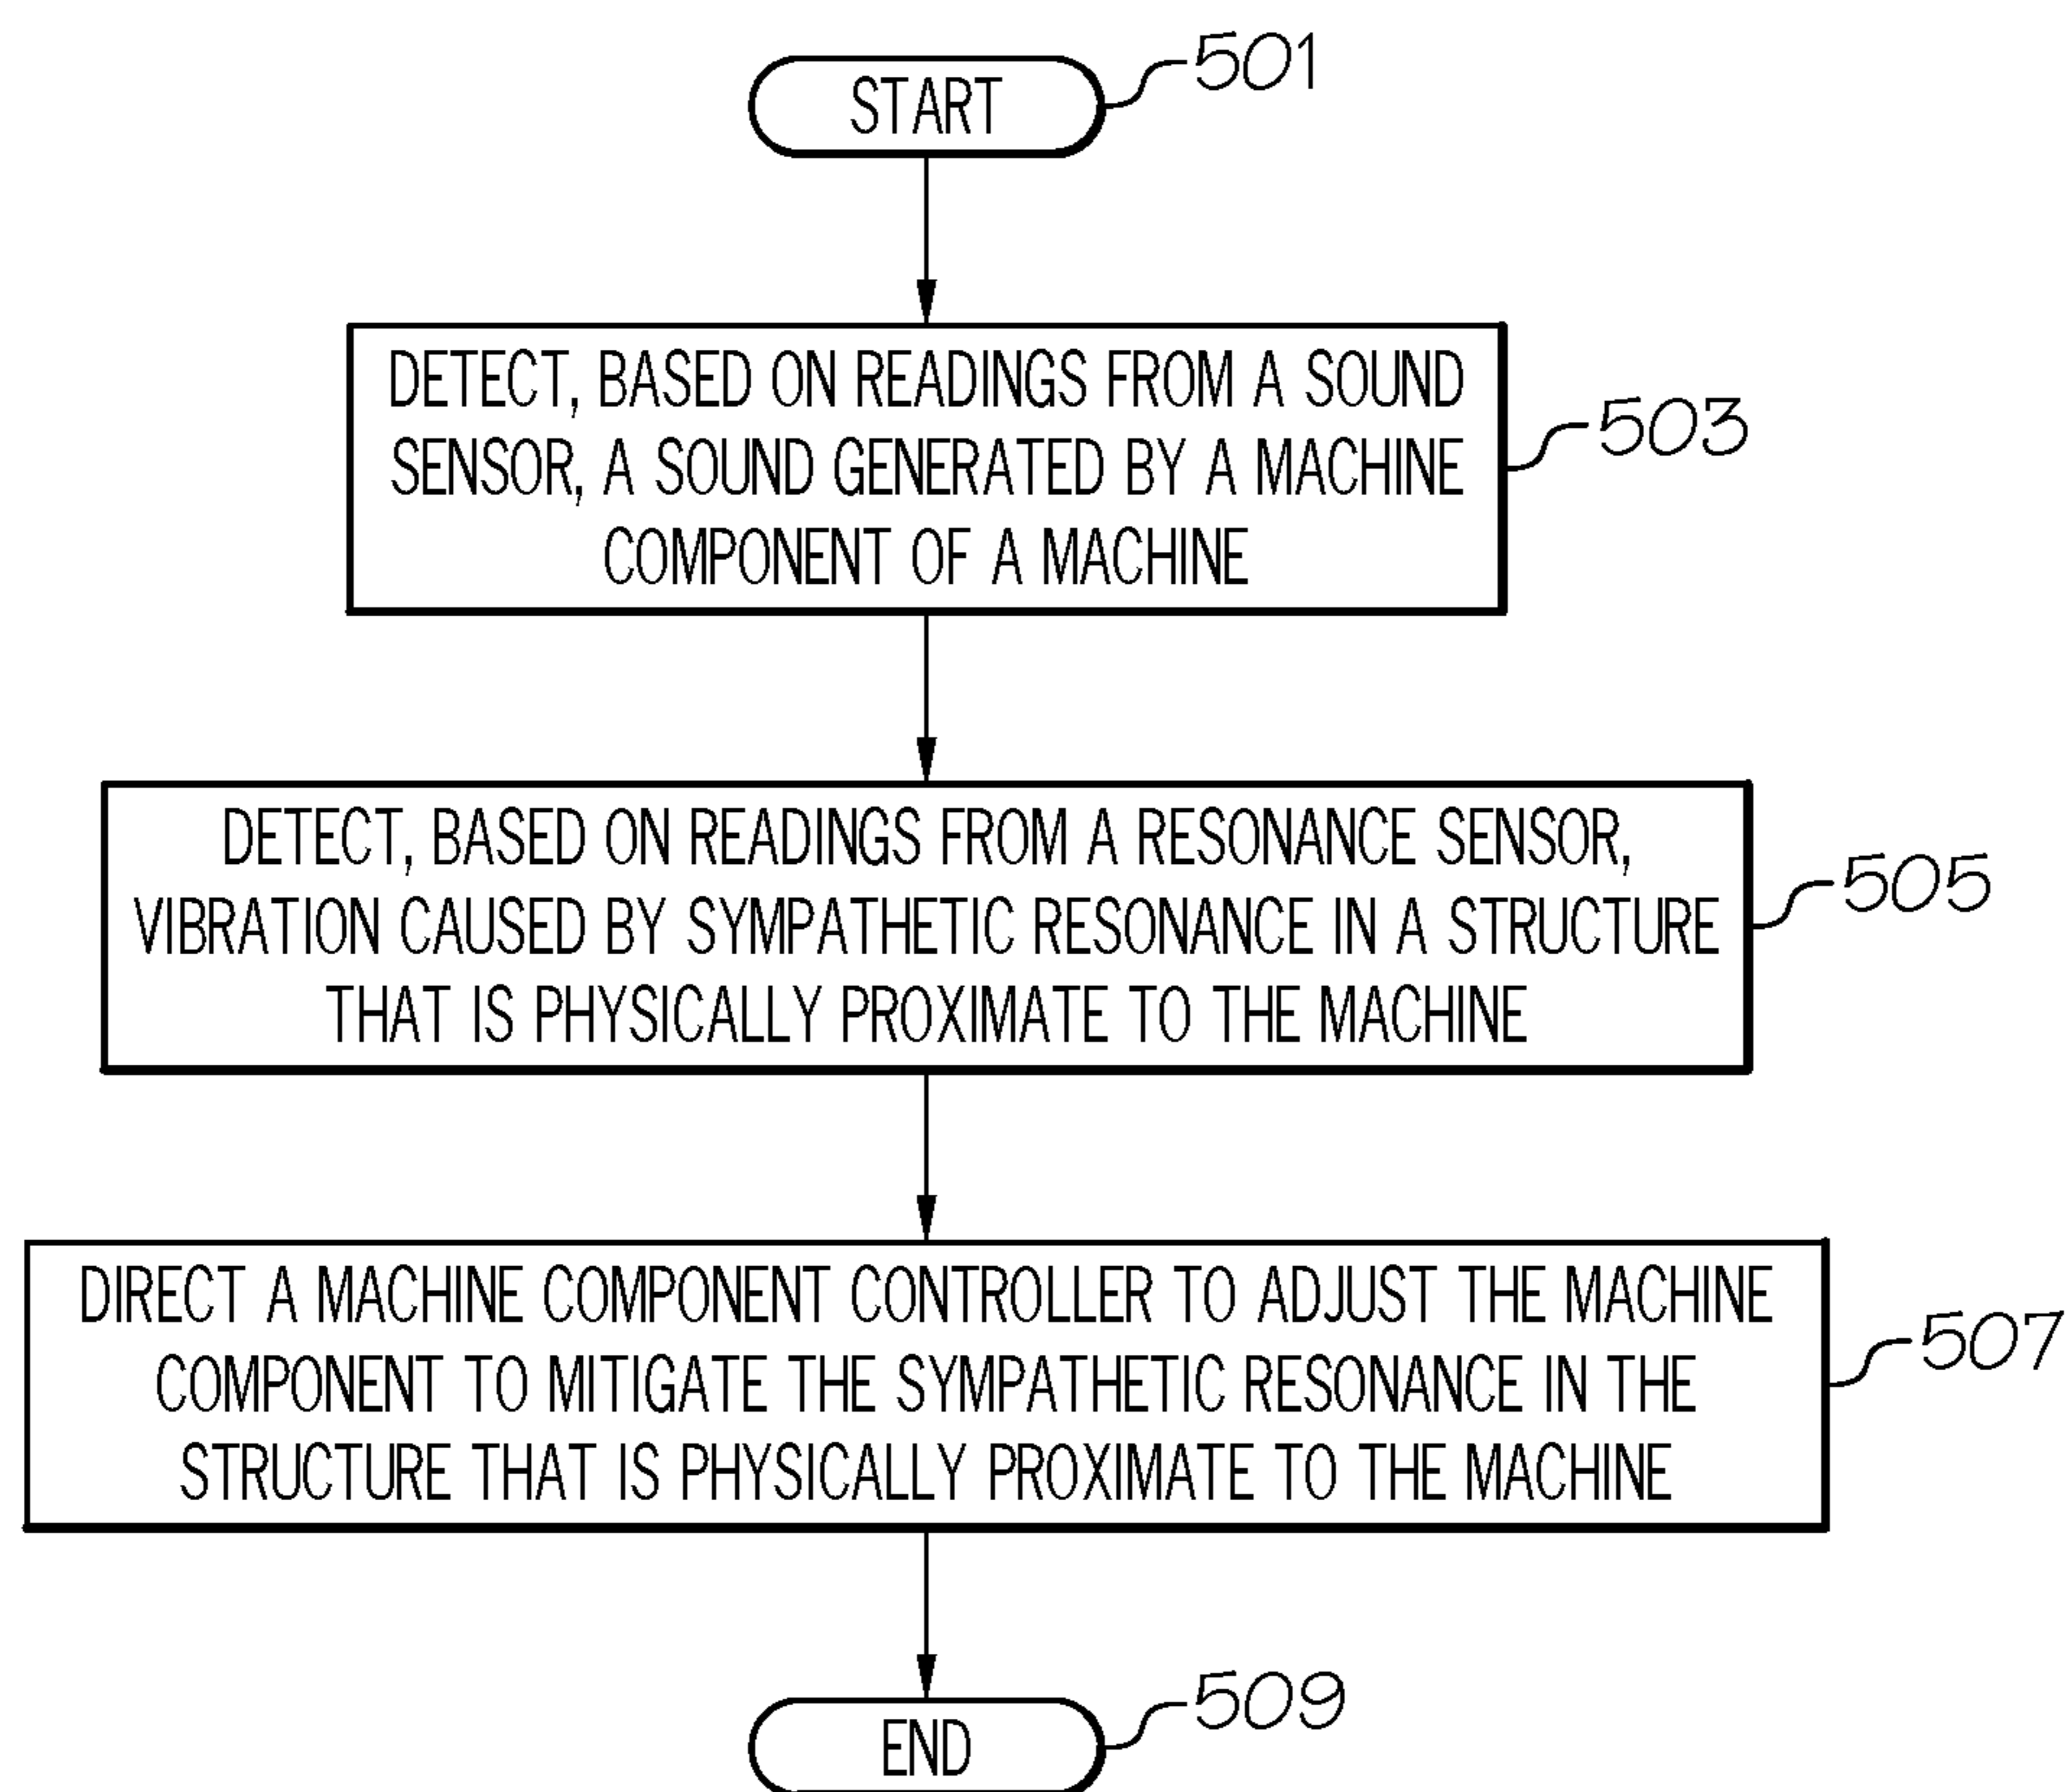 START
501
DETECT, BASED ON READINGS FROM A SOUND
SENSOR, A SOUND GENERATED BY A MACHINE
COMPONENT OF A MACHINE
503
DETECT, BASED ON READINGS FROM A RESONANCE SENSOR,
VIBRATION CAUSED BY SYMPATHETIC RESONANCE IN A STRUCTURE
THAT IS PHYSICALLY PROXIMATE TO THE MACHINE
505
DIRECT A MACHINE COMPONENT CONTROLLER TO ADJUST THE MACHINE
COMPONENT TO MITIGATE THE SYMPATHETIC RESONANCE IN THE
STRUCTURE THAT IS PHYSICALLY PROXIMATE TO THE MACHINE
507
END
509